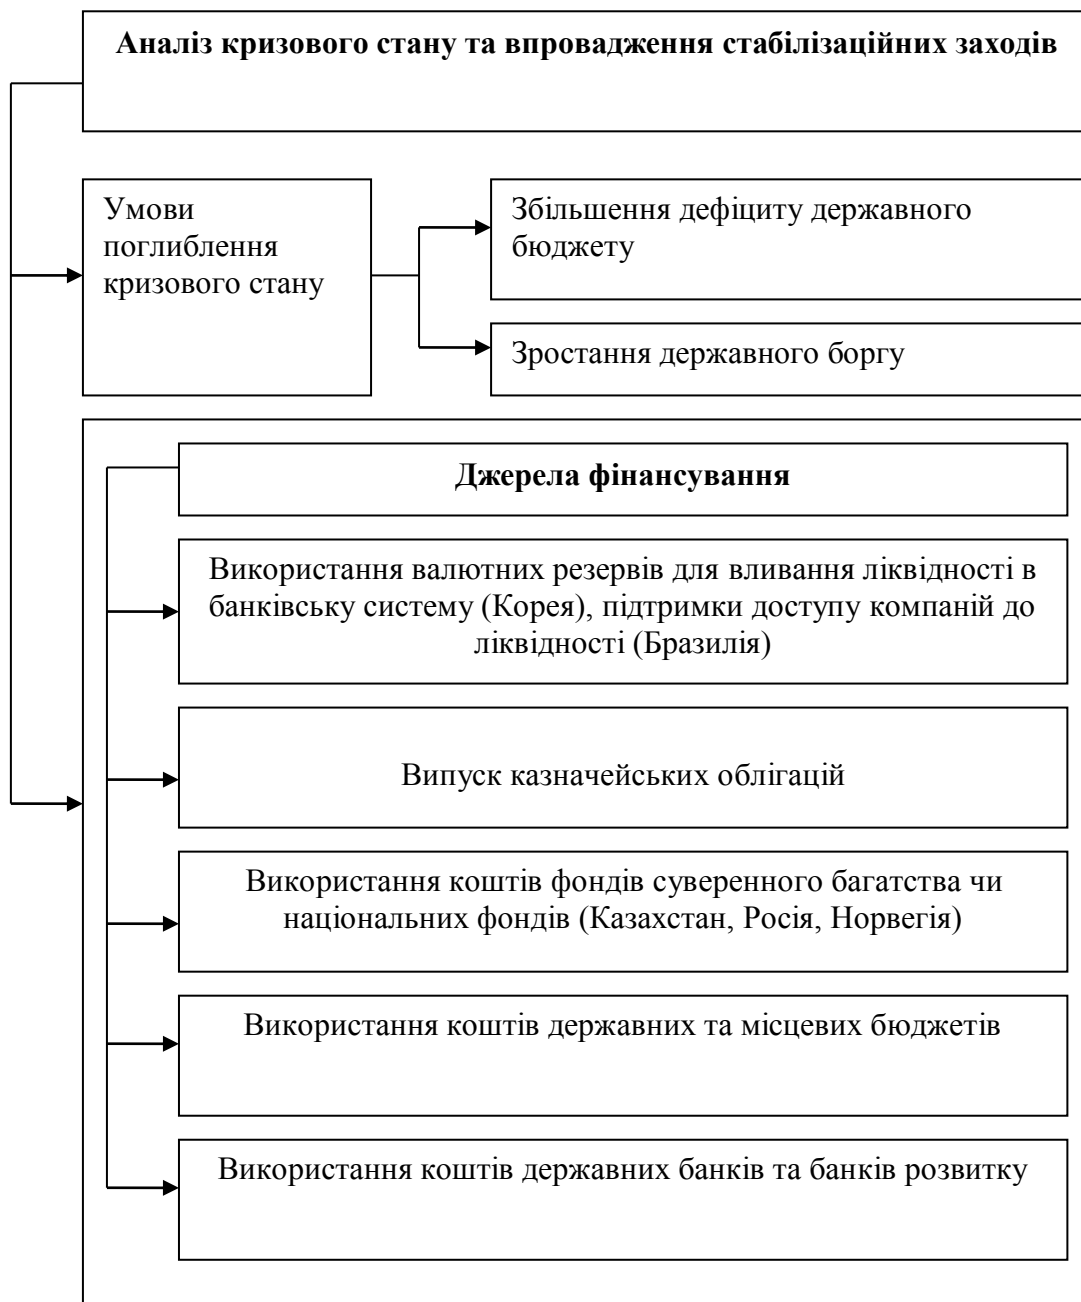 Аналіз кризового стану та впровадження стабілізаційних заходів
Умови
поглиблення
кризового стану
Збільшення дефіциту державного
бюджету
Зростання державного боргу
Джерела фінансування
Використання валютних резервів для вливання ліквідності в
банківську систему (Корея), підтримки доступу компаній до
ліквідності (Бразилія)
Випуск казначейських облігацій
Використання коштів фондів суверенного багатства чи
національних фондів (Казахстан, Росія, Норвегія)
Використання коштів державних та місцевих бюджетів
Використання коштів державних банків та банків розвитку